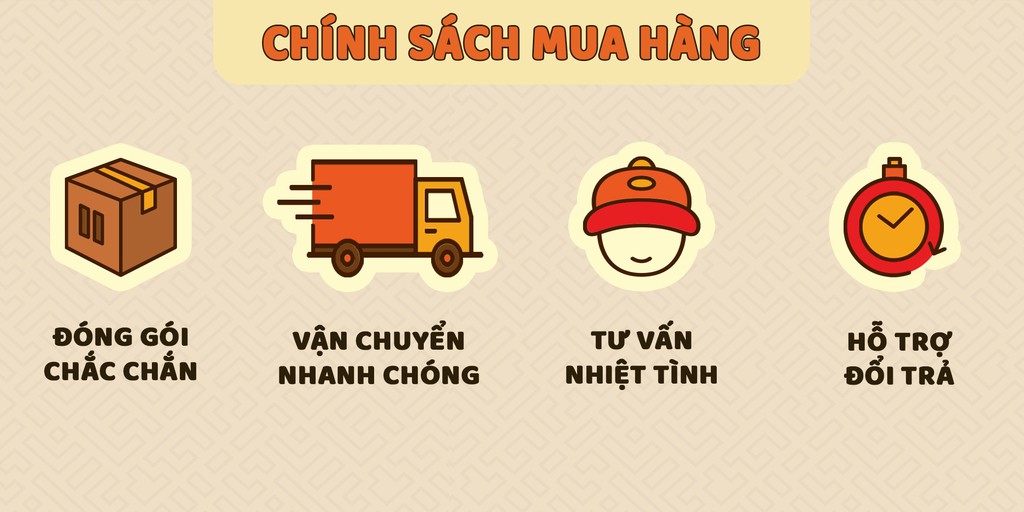 CHÍNH SÁCH MUA HÀNG
ĐÓNG GÓI
CHẮC CHẮN
VẬN CHUYỂN
NHANH CHÓNG
TƯ VẤN
NHIỆT TÌNH
HỖ TRỢ
ĐỔI TRẢ